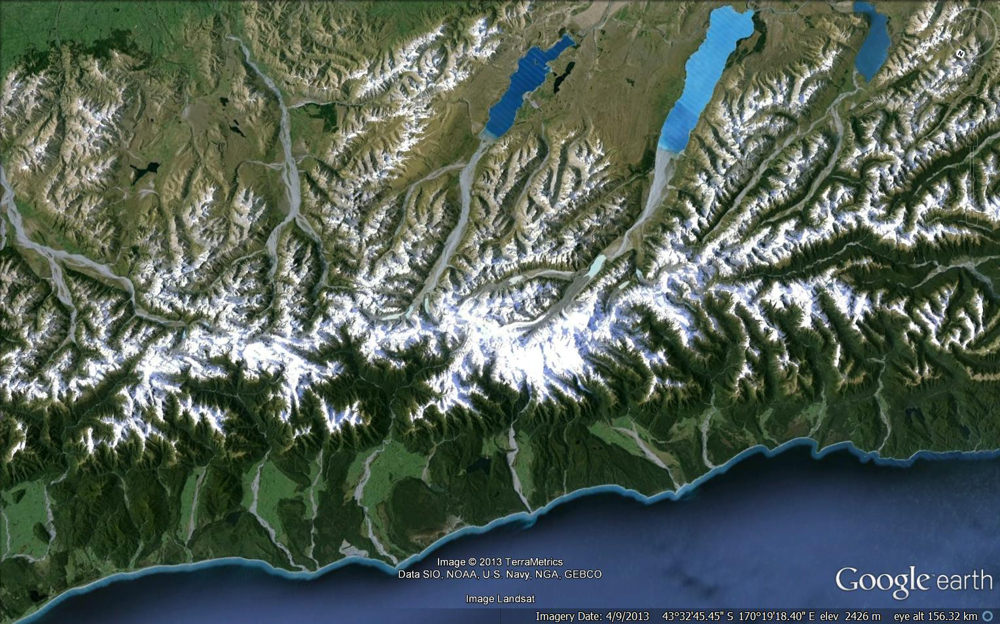 N
Image © 2013 TerraMetrics
Data SIO, NOAA, U.S. Navy, NGA, GEBCO
Image Landsat
Google™ earth
Imagery Date: 4/9/2013 43°32'45.45" S 170°19'18.40" E elev 2426 m eye alt 156.32 km